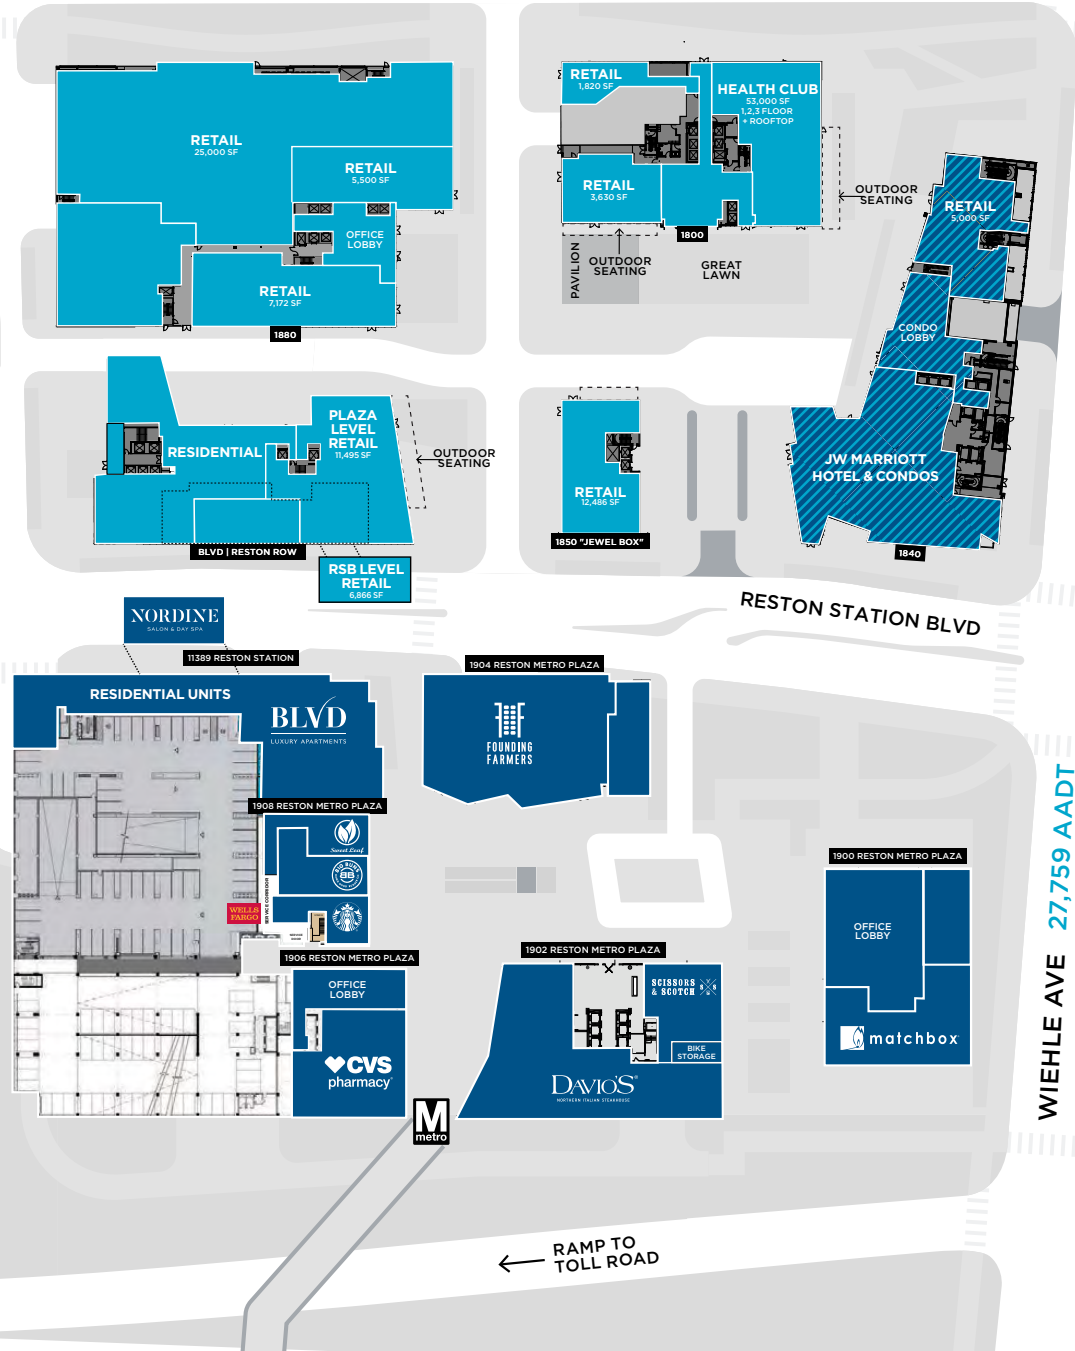 RETAIL
25,000 SF
RETAIL
5,500 SF
OFFICE
LOBBY
RETAIL
7,172 SF
1880
RETAIL
1,820 SF
HEALTH CLUB
53,000 SF
1,2,3 FLOOR
+ ROOFTOP
RETAIL
3,630 SF
OUTDOOR
SEATING
1800
PAVILION
OUTDOOR
SEATING
GREAT
LAWN
RETAIL
5,000 SF
CONDO
LOBBY
JW MARRIOTT
HOTEL & CONDOS
1840
RESIDENTIAL
PLAZA
LEVEL
RETAIL
11,495 SF
OUTDOOR
SEATING
BLVD | RESTON ROW
RSB LEVEL
RETAIL
6,866 SF
RETAIL
12,486 SF
1850 "JEWEL BOX"
RESTON STATION BLVD
NORDINE
SALON & DAY SPA
11389 RESTON STATION
RESIDENTIAL UNITS
BLVD
LUXURY APARTMENTS
1904 RESTON METRO PLAZA
FOUNDING
FARMERS
1908 RESTON METRO PLAZA
Sweet Leaf
BIG BUNS
BB
WELLS
FARGO
SERVICE CORRIDOR
1906 RESTON METRO PLAZA
OFFICE
LOBBY
CVS
pharmacy
1902 RESTON METRO PLAZA
SCISSORS
& SCOTCH
BIKE
STORAGE
DAVIO'S®
NORTHERN ITALIAN STEAKHOUSE
1900 RESTON METRO PLAZA
OFFICE
LOBBY
matchbox
M
metro
WIEHLE AVE 27,759 AADT
RAMP TO
TOLL ROAD